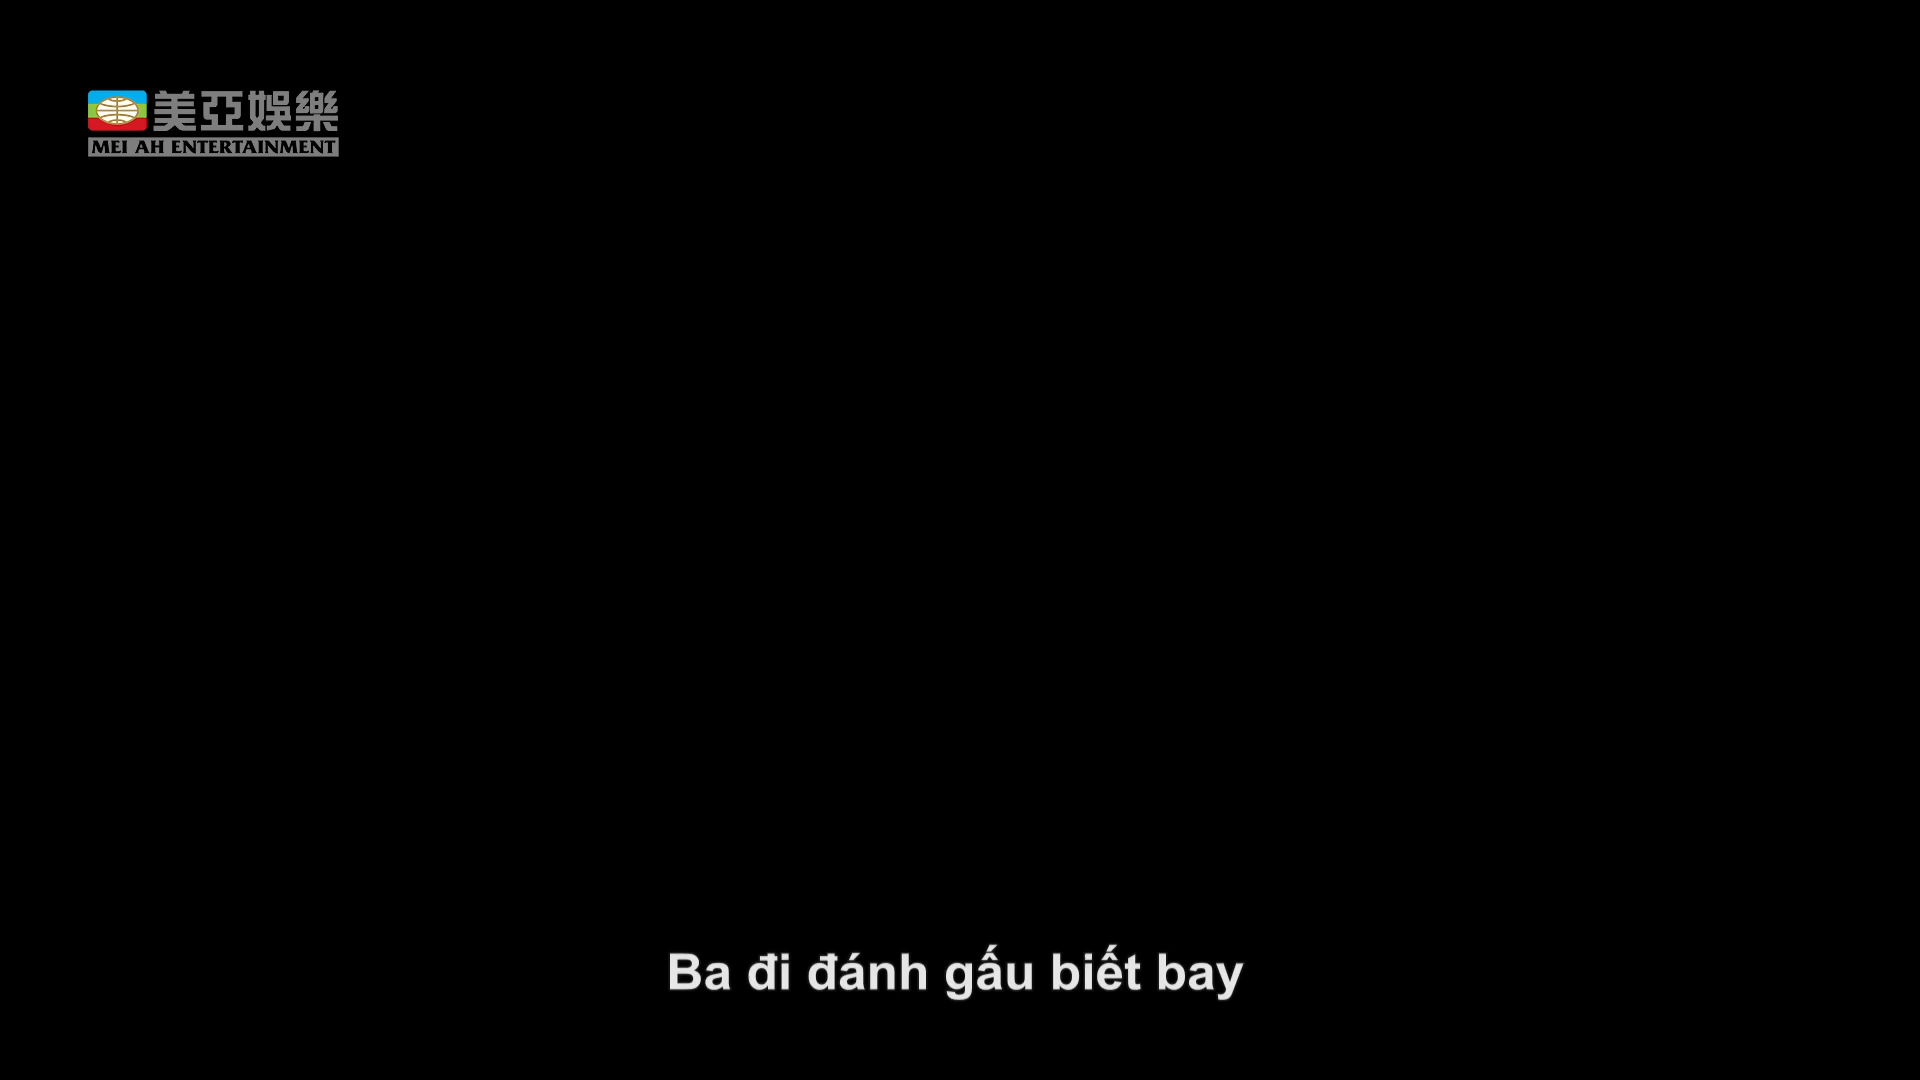 美亞娛樂
MEI AH ENTERTAINMENT
Ba đi đánh gấu biết bay